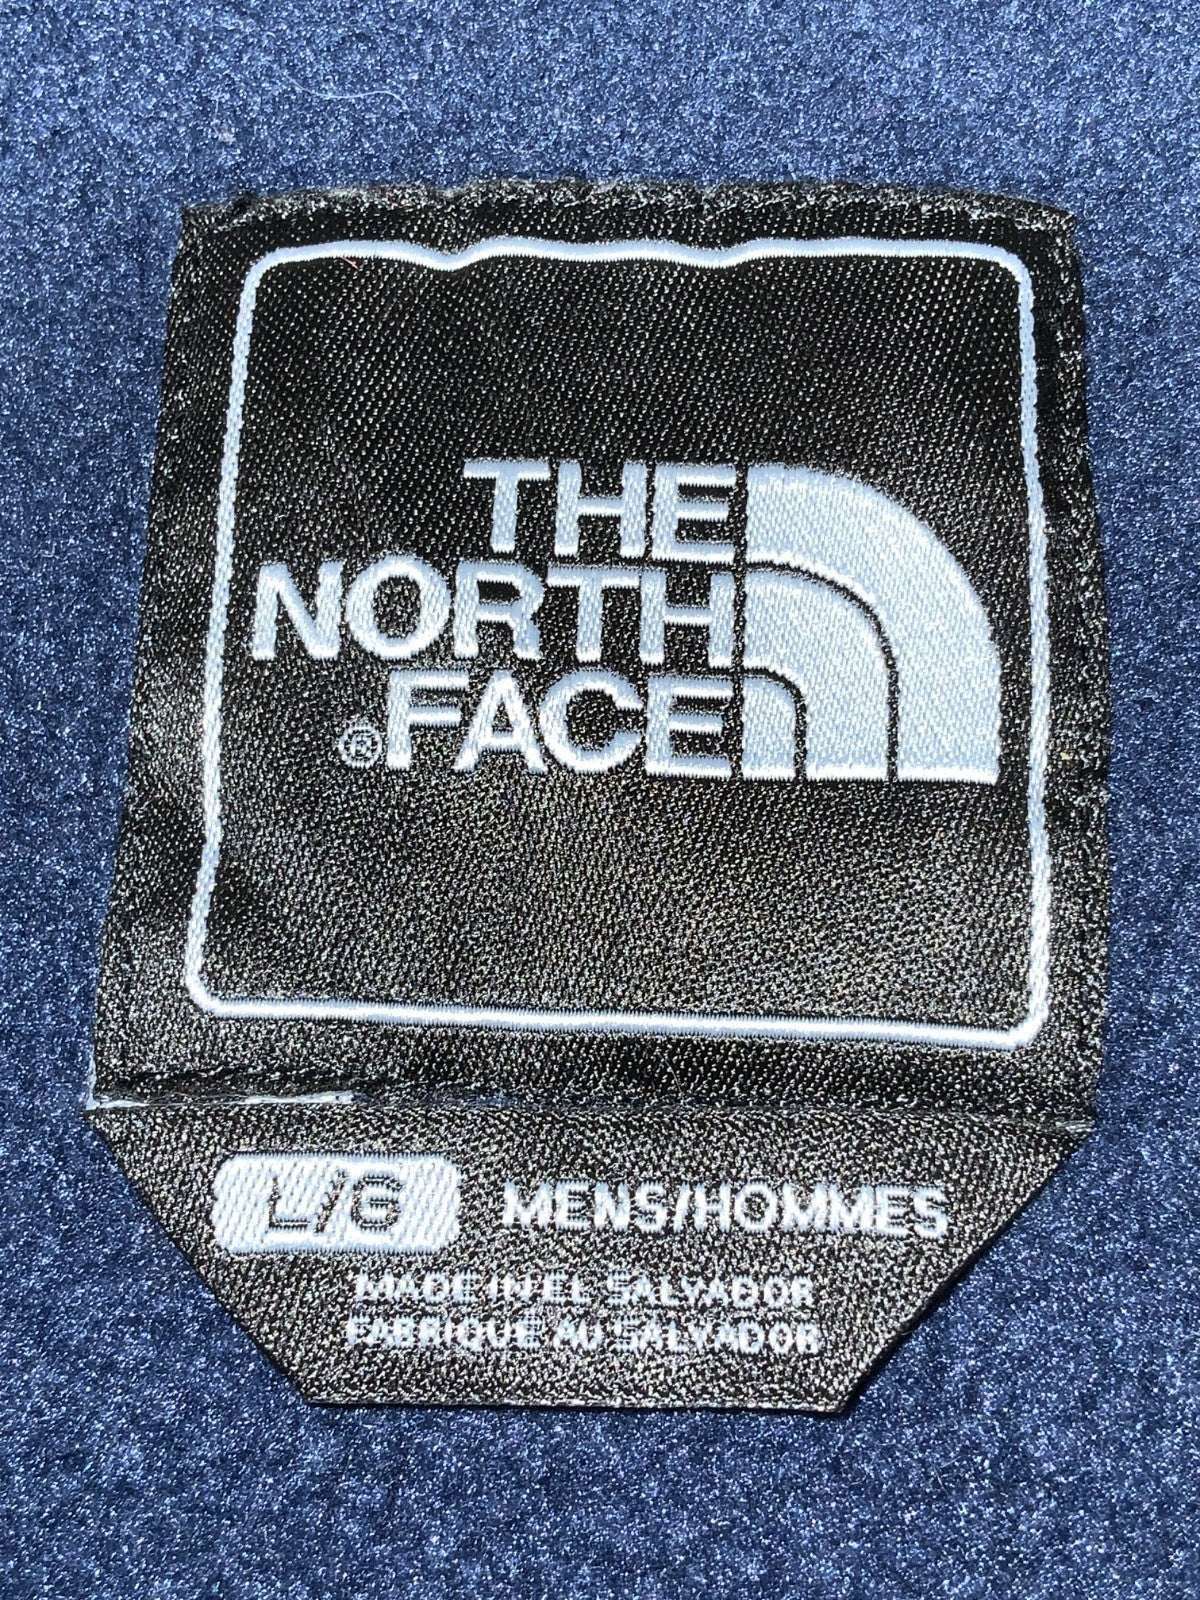 THE
NORTH
®FACE
L/G MENS/HOMMES
MADE IN EL SALVADOR
FABRIQUE AU SALVADOR